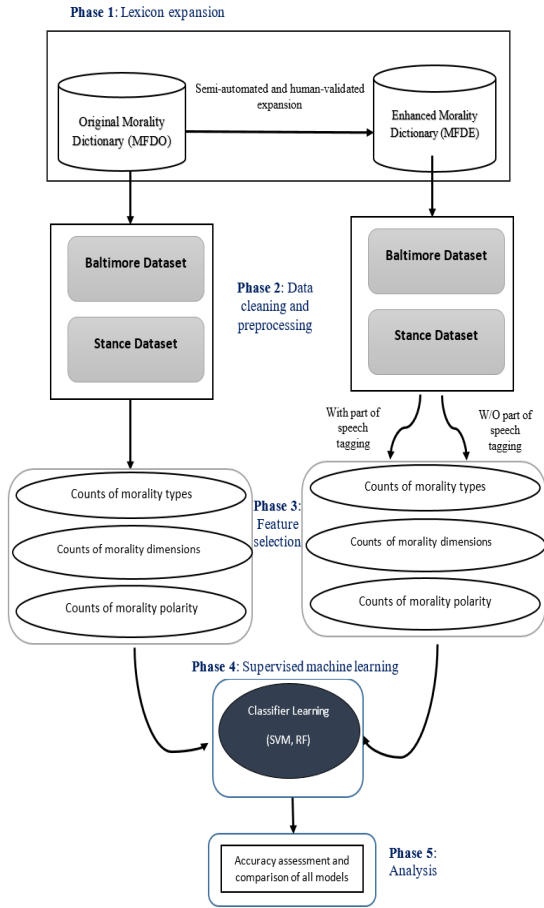 Phase 1: Lexicon expansion
Semi-automated and human-validated
expansion
Original Morality
Dictionary (MFDO)
Enhanced Morality
Dictionary (MFDE)
Baltimore Dataset
Stance Dataset
Phase 2: Data
cleaning and
preprocessing
Baltimore Dataset
Stance Dataset
With part of
speech
tagging
W/O part of
speech
tagging
Counts of morality types
Counts of morality dimensions
Counts of morality polarity
Phase 3:
Feature
selection
Counts of morality types
Counts of morality dimensions
Counts of morality polarity
Phase 4: Supervised machine learning
Classifier Learning
(SVM, RF)
Accuracy assessment and
comparison of all models
Phase 5:
Analysis